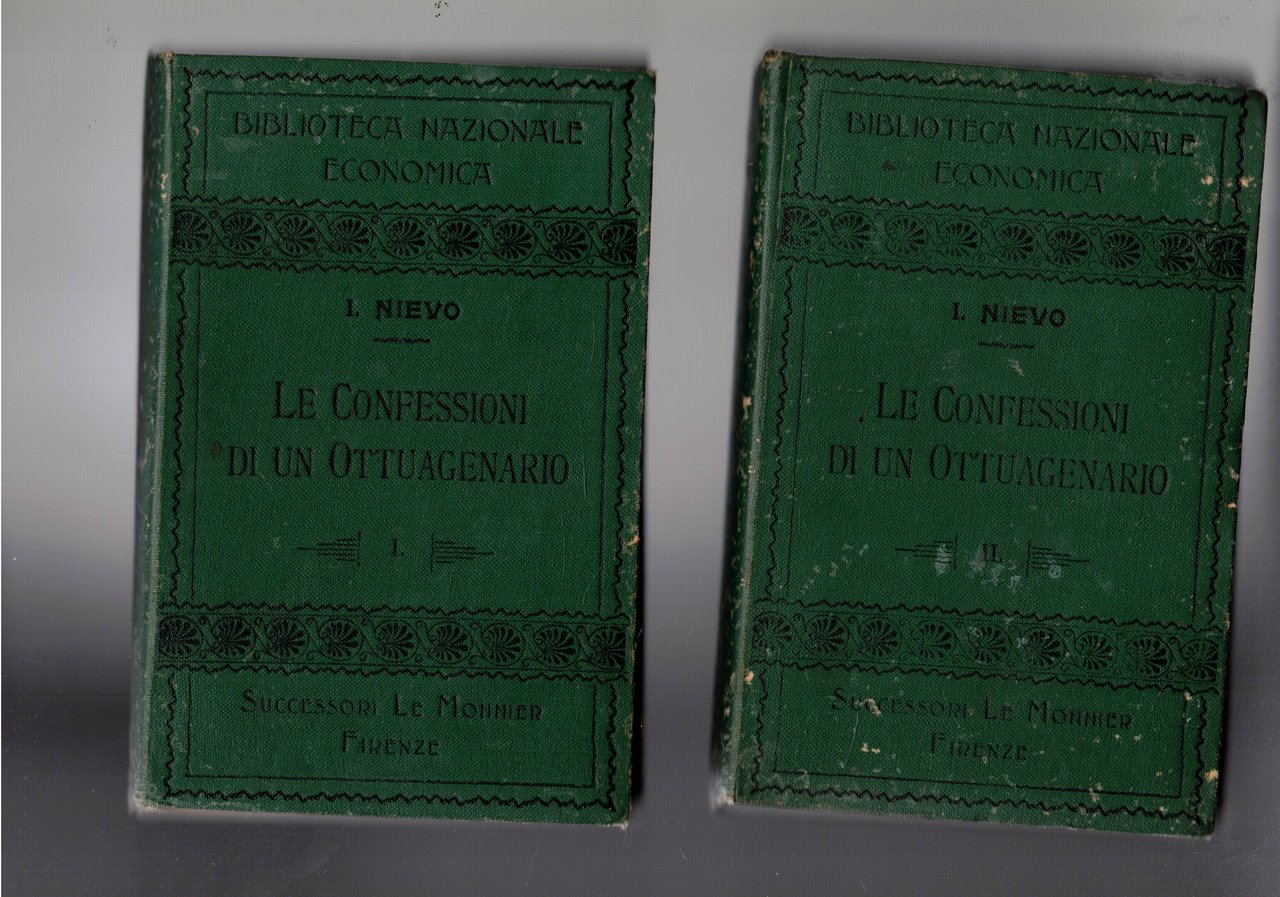 BIBLIOTECA NAZIONALE
ECONOMICA
I. NIEVO
LE CONFESSIONI
DI UN OTTUAGENARIO
I.
SUCCESSORI LE MONNIER
FIRENZE
BIBLIOTECA NAZIONALE
ECONOMICA
I. NIEVO
LE CONFESSIONI
DI UN OTTUAGENARIO
II.
SUCCESSORI LE MONNIER
FIRENZE